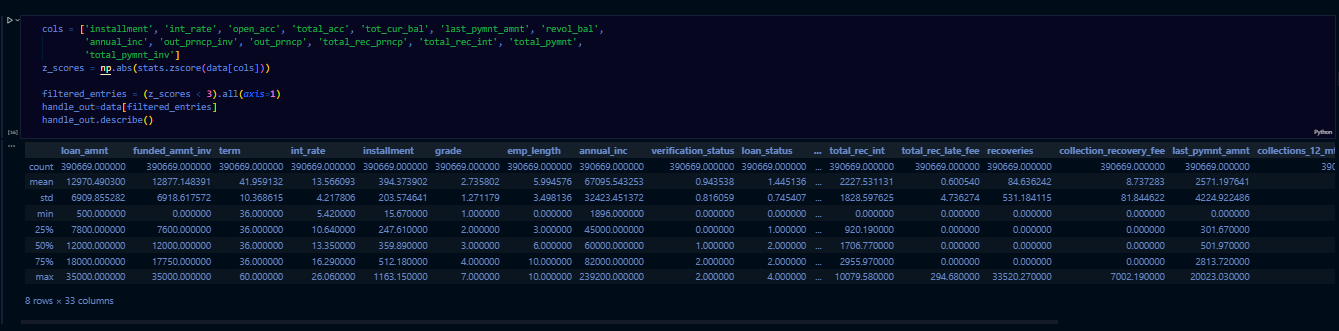 cols = ['installment', 'int_rate', 'open_acc', 'total_acc', 'tot_cur_bal', 'last_pymnt_amnt', 'revol_bal',
'annual_inc', 'out_prncp_inv', 'out_prncp', 'total_rec_prncp', 'total_rec_int', 'total_pymnt',
'total_pymnt_inv']
z_scores = np.abs(stats.zscore(data[cols]))
filtered_entries = (z_scores < 3).all(axis=1)
handle_out=data[filtered_entries]
handle_out.describe()
[16]
Python
...
loan_amnt funded_amnt_inv term int_rate installment grade emp_length annual_inc verification_status loan_status ... total_rec_int total_rec_late_fee recoveries collection_recovery_fee last_pymnt_amnt collections_12_mt
count 390669.000000 390669.000000 390669.000000 390669.000000 390669.000000 390669.000000 390669.000000 390669.000000 390669.000000 390669.000000 ... 390669.000000 390669.000000 390669.000000 390669.000000 390669.000000 390
mean 12970.490300 12877.148391 41.959132 13.566093 394.373902 2.735802 5.994576 67095.543253 0.943538 1.445136 ... 2227.531131 0.600540 84.636242 8.737283 2571.197641
std 6909.855282 6918.617572 10.368615 4.217806 203.574641 1.271179 3.498136 32423.451372 0.816059 0.745407 ... 1828.597625 4.736274 531.184115 81.844622 4224.922486
min 500.000000 0.000000 36.000000 5.420000 15.670000 1.000000 0.000000 1896.000000 0.000000 0.000000 ... 0.000000 0.000000 0.000000 0.000000 0.000000
25% 7800.000000 7600.000000 36.000000 10.640000 247.610000 2.000000 3.000000 45000.000000 0.000000 1.000000 ... 920.190000 0.000000 0.000000 0.000000 301.670000
50% 12000.000000 12000.000000 36.000000 13.350000 359.890000 3.000000 6.000000 60000.000000 1.000000 2.000000 ... 1706.770000 0.000000 0.000000 0.000000 501.970000
75% 18000.000000 17750.000000 36.000000 16.290000 512.180000 4.000000 10.000000 82000.000000 2.000000 2.000000 ... 2955.970000 0.000000 0.000000 0.000000 2813.720000
max 35000.000000 35000.000000 60.000000 26.060000 1163.150000 7.000000 10.000000 239200.000000 2.000000 4.000000 ... 10079.580000 294.680000 33520.270000 7002.190000 20023.030000
8 rows × 33 columns